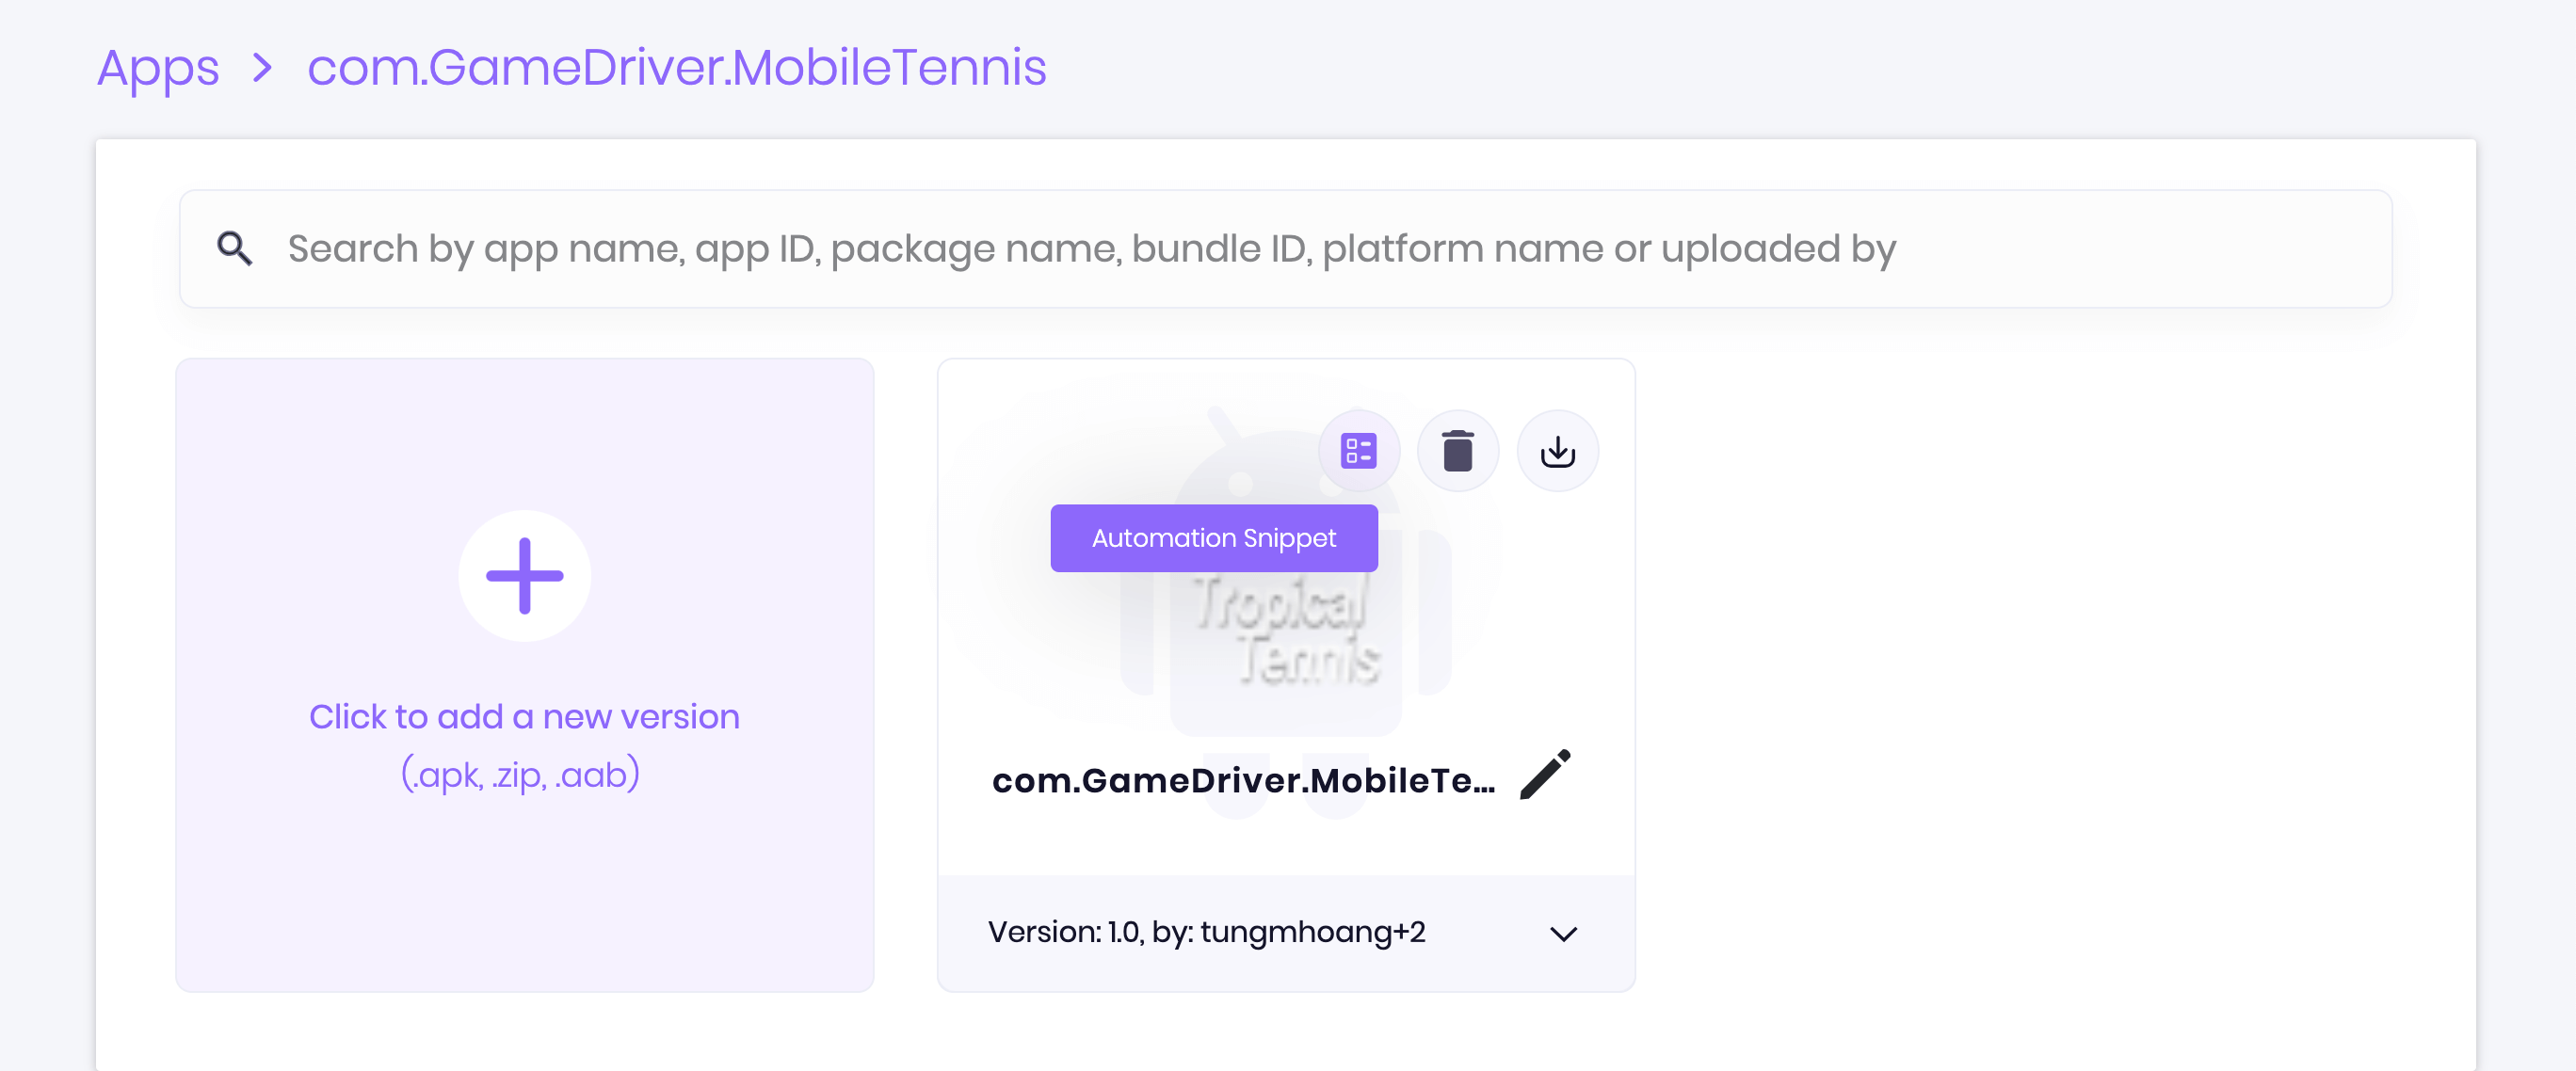 Apps > com.GameDriver.MobileTennis
Search by app name, app ID, package name, bundle ID, platform name or uploaded by
Click to add a new version
(.apk, .zip, .aab)
Automation Snippet
Tropical
Tennis
com.GameDriver.MobileTe...
Version: 1.0, by: tungmhoang+2